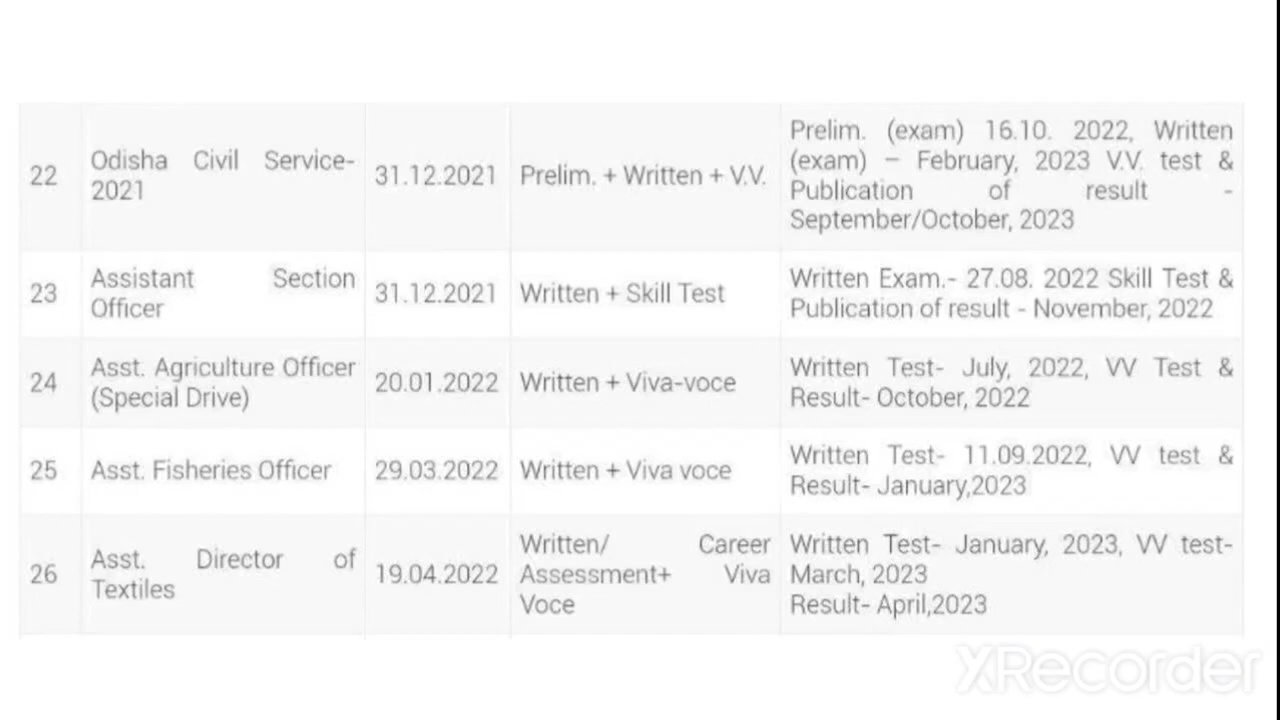 22
Odisha Civil Service-
2021
31.12.2021
Prelim. + Written + V.V.
Prelim. (exam) 16.10. 2022, Written
(exam) – February, 2023 V.V. test &
Publication of result -
September/October, 2023
23
Assistant Section
Officer
31.12.2021
Written + Skill Test
Written Exam.- 27.08. 2022 Skill Test &
Publication of result - November, 2022
24
Asst. Agriculture Officer
(Special Drive)
20.01.2022
Written + Viva-voce
Written Test- July, 2022, VV Test &
Result- October, 2022
25
Asst. Fisheries Officer
29.03.2022
Written + Viva voce
Written Test- 11.09.2022, VV test &
Result- January,2023
26
Asst. Director of
Textiles
19.04.2022
Written/ Career
Assessment+ Viva
Voce
Written Test- January, 2023, VV test-
March, 2023
Result- April,2023
XRecorder